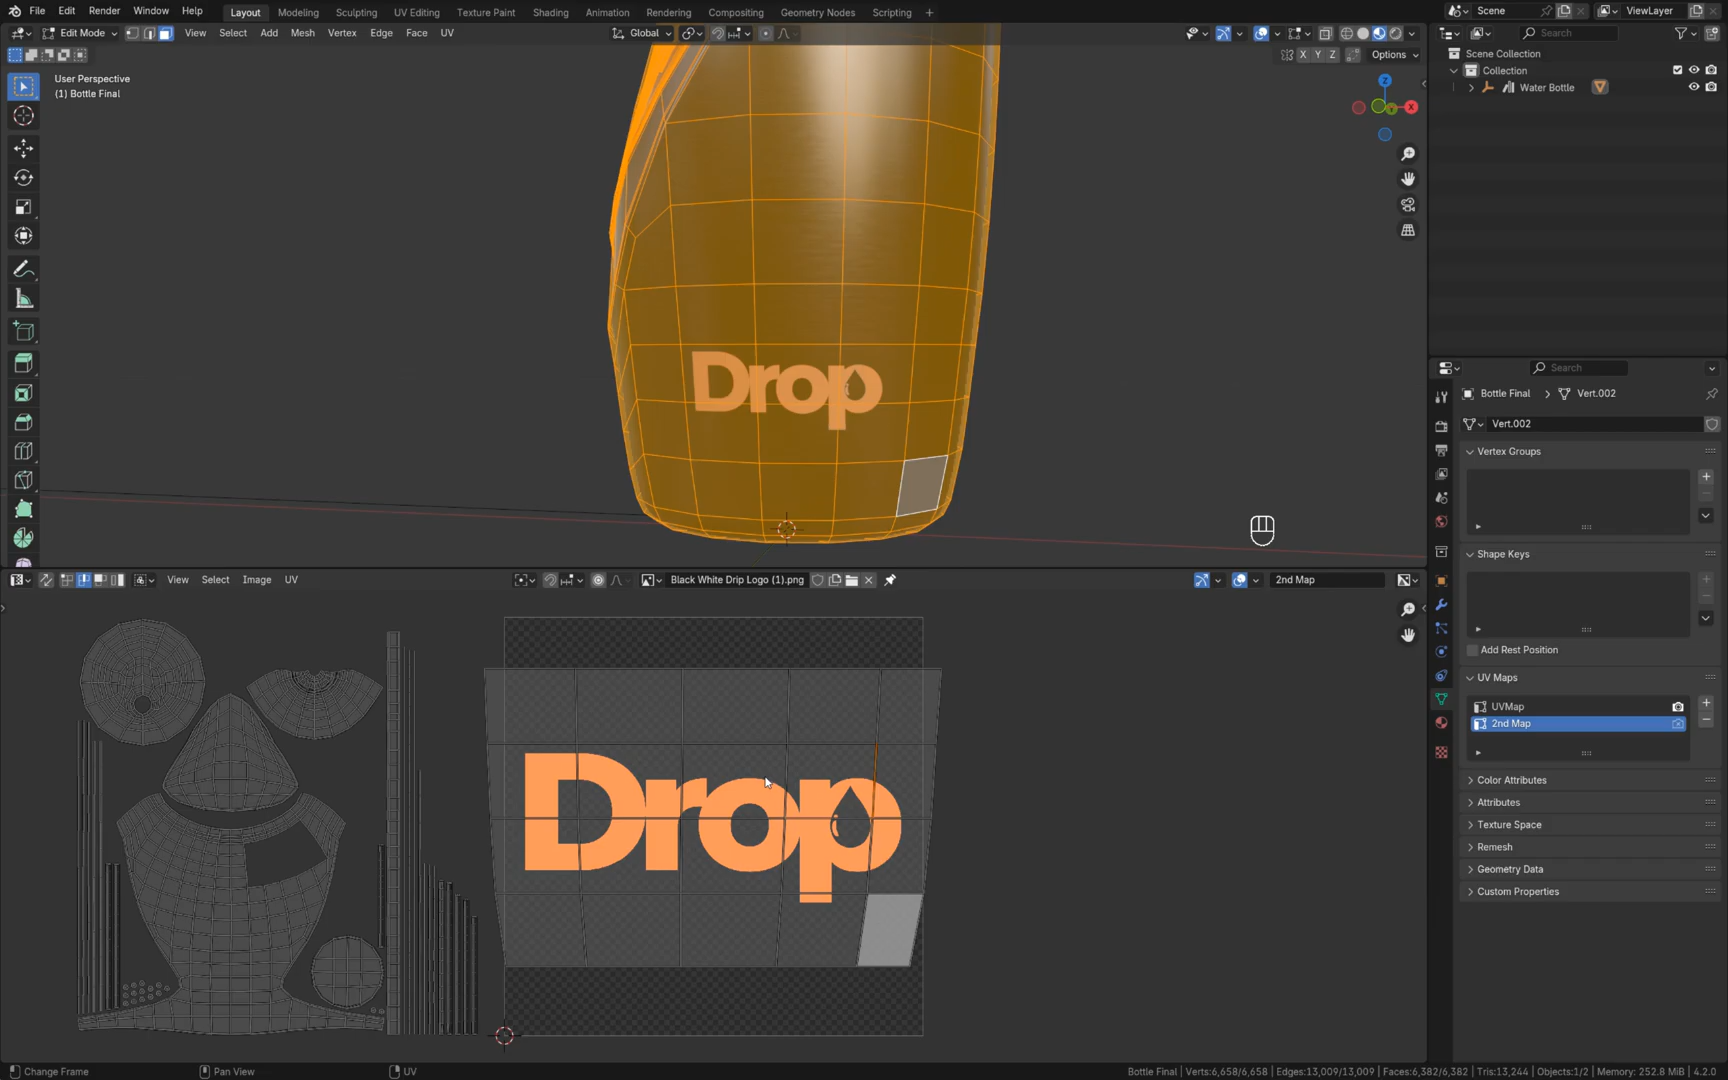 File Edit Render Window Help Layout Modeling Sculpting UV Editing Texture Paint Shading Animation Rendering Compositing Geometry Nodes Scripting + Scene ViewLayer
Edit Mode View Select Add Mesh Vertex Edge Face UV Global Search
X Y Z Options
Scene Collection
Collection
Water Bottle
User Perspective
(1) Bottle Final
Z
X
Drop
Search
Bottle Final > Vert.002
Vert.002
Vertex Groups
Shape Keys
Add Rest Position
UV Maps
UVMap
2nd Map
Color Attributes
Attributes
Texture Space
Remesh
Geometry Data
Custom Properties
View Select Image UV Black White Drip Logo (1).png 2nd Map
Drop
Change Frame Pan View UV Bottle Final | Verts:6,658/6,658 | Edges:13,009/13,009 | Faces:6,382/6,382 | Tris:13,244 | Objects:1/2 | Memory: 252.8 MiB | 4.2.0